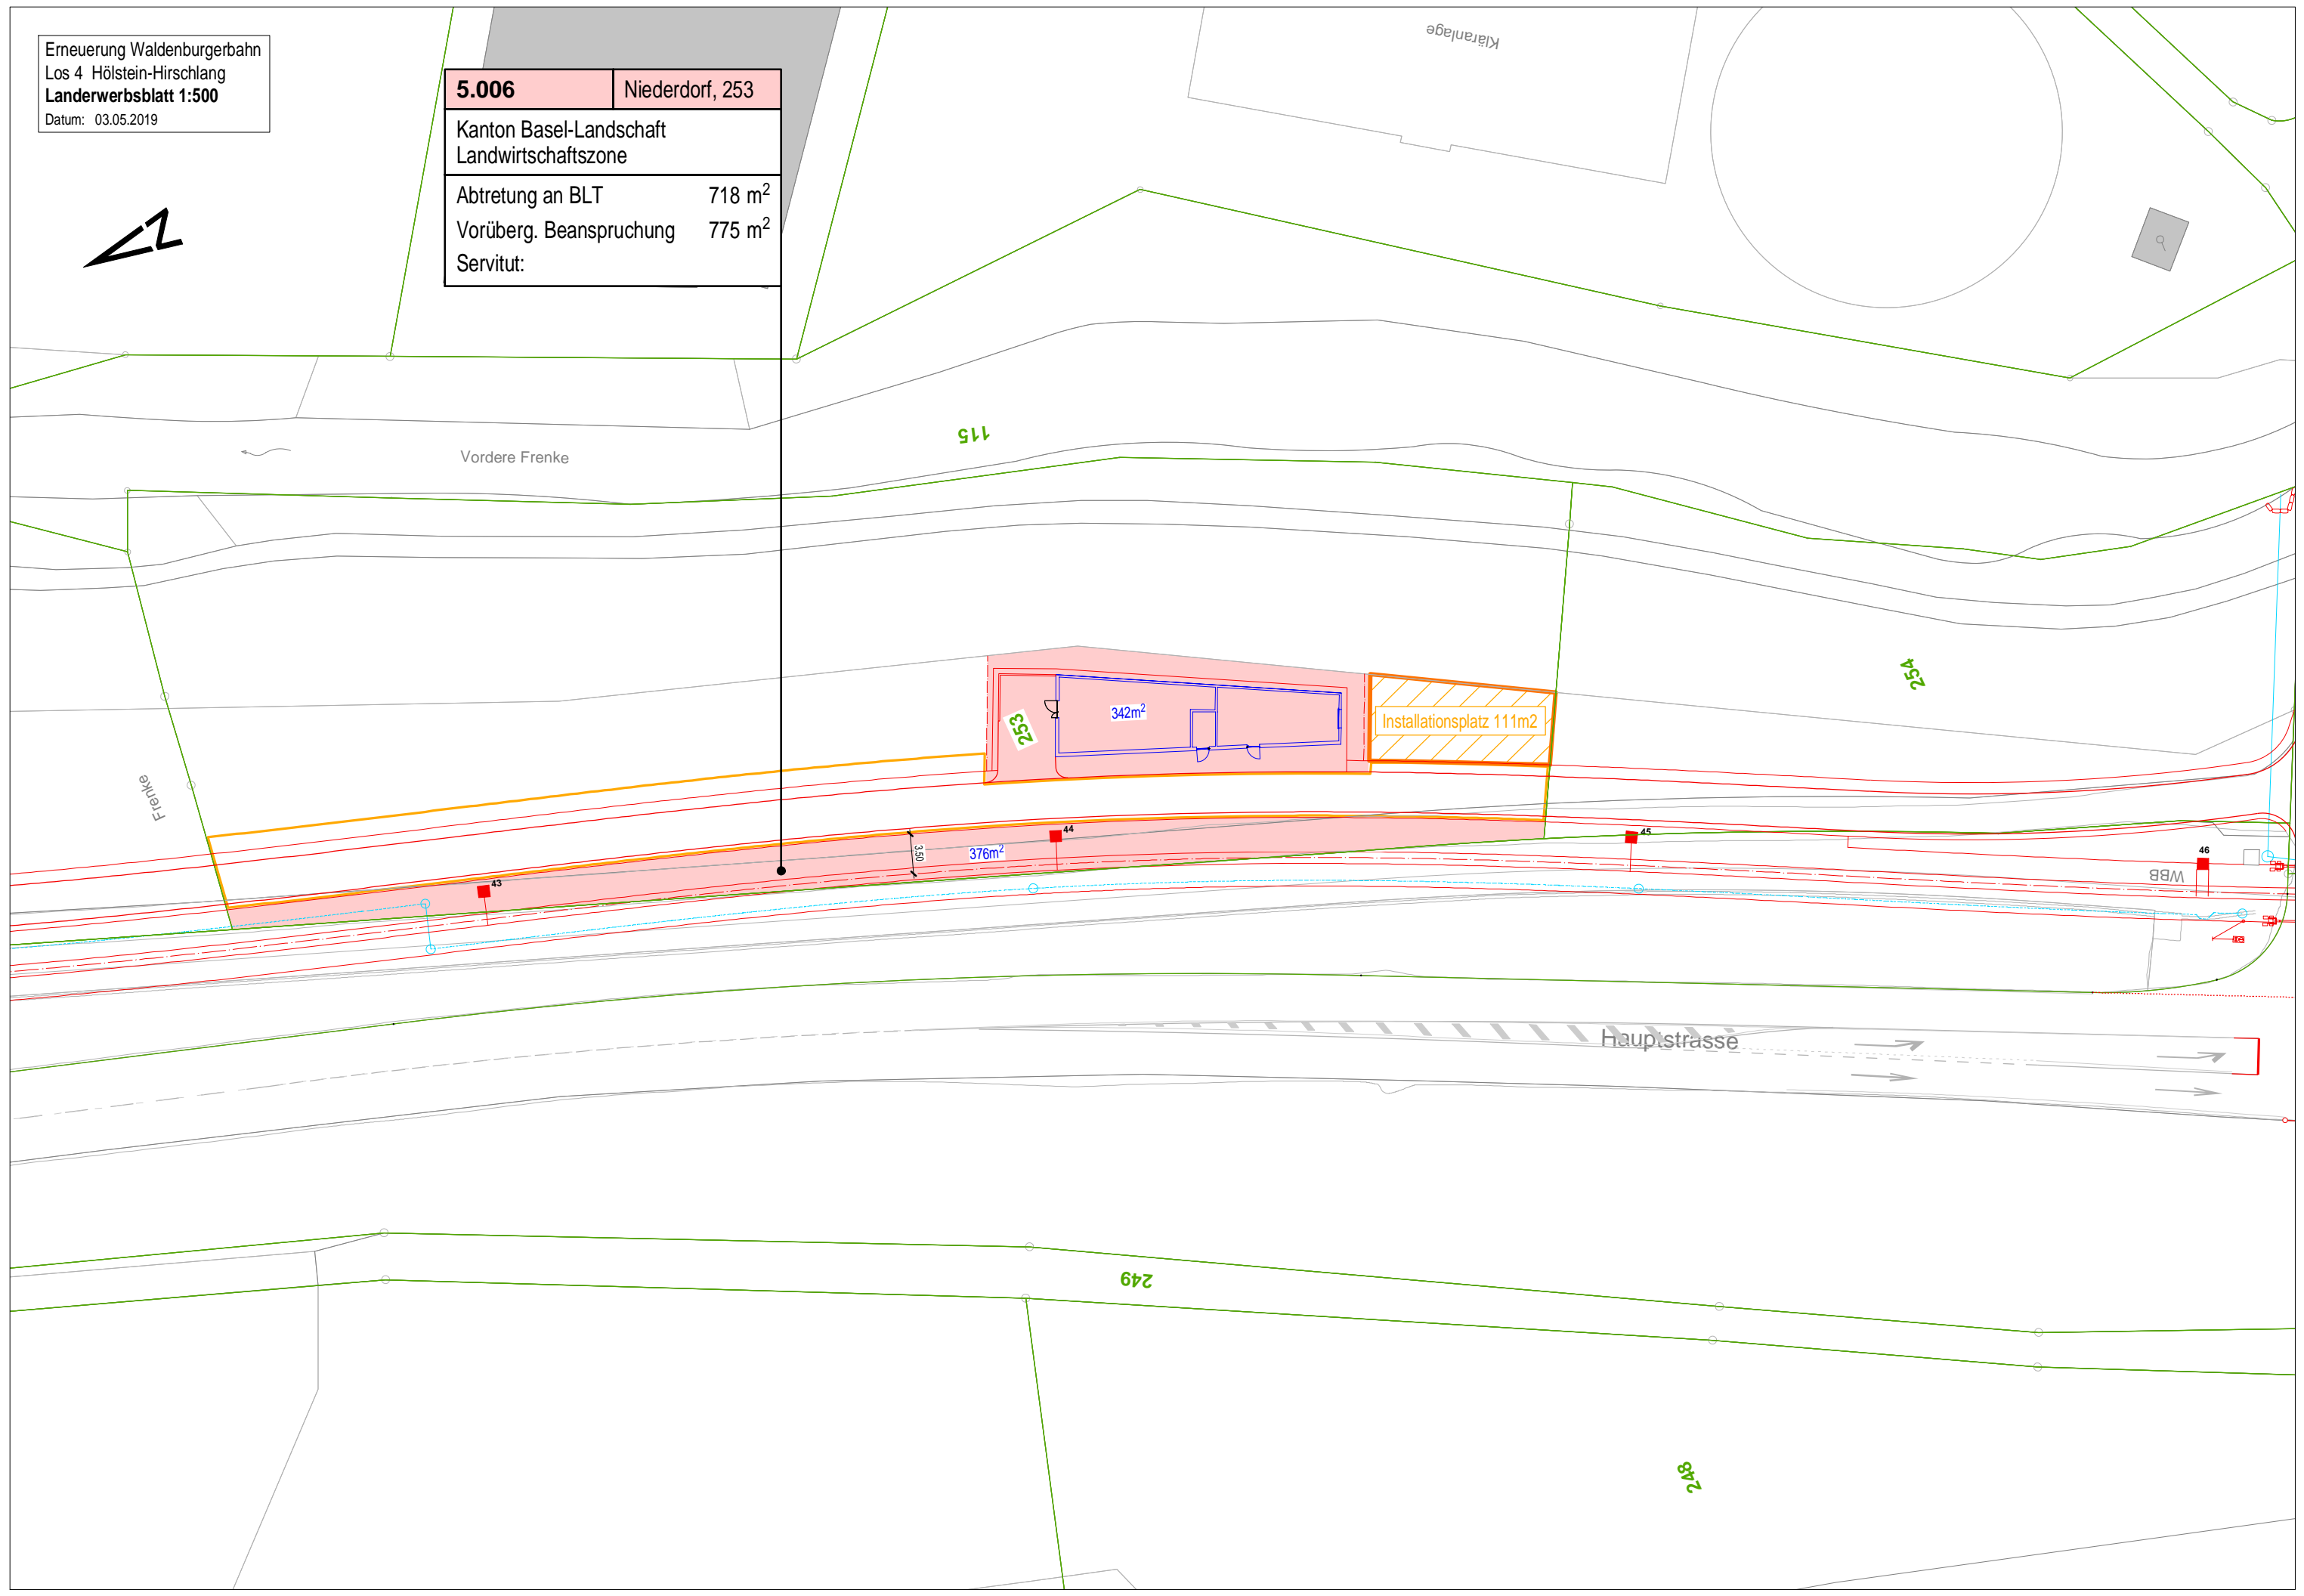 Erneuerung Waldenburgerbahn
Los 4 Hölstein-Hirschlang
Landerwerbsblatt 1:500
Datum: 03.05.2019
5.006 Niederdorf, 253
Kanton Basel-Landschaft
Landwirtschaftszone
Abtretung an BLT 718 m²
Vorüberg. Beanspruchung 775 m²
Servitut:
Kläranlage
115
Vordere Frenke
254
342m²
Installationsplatz 111m2
253
Frenke
44
45
3.50
376m²
46
43
WBB
Hauptstrasse
249
248